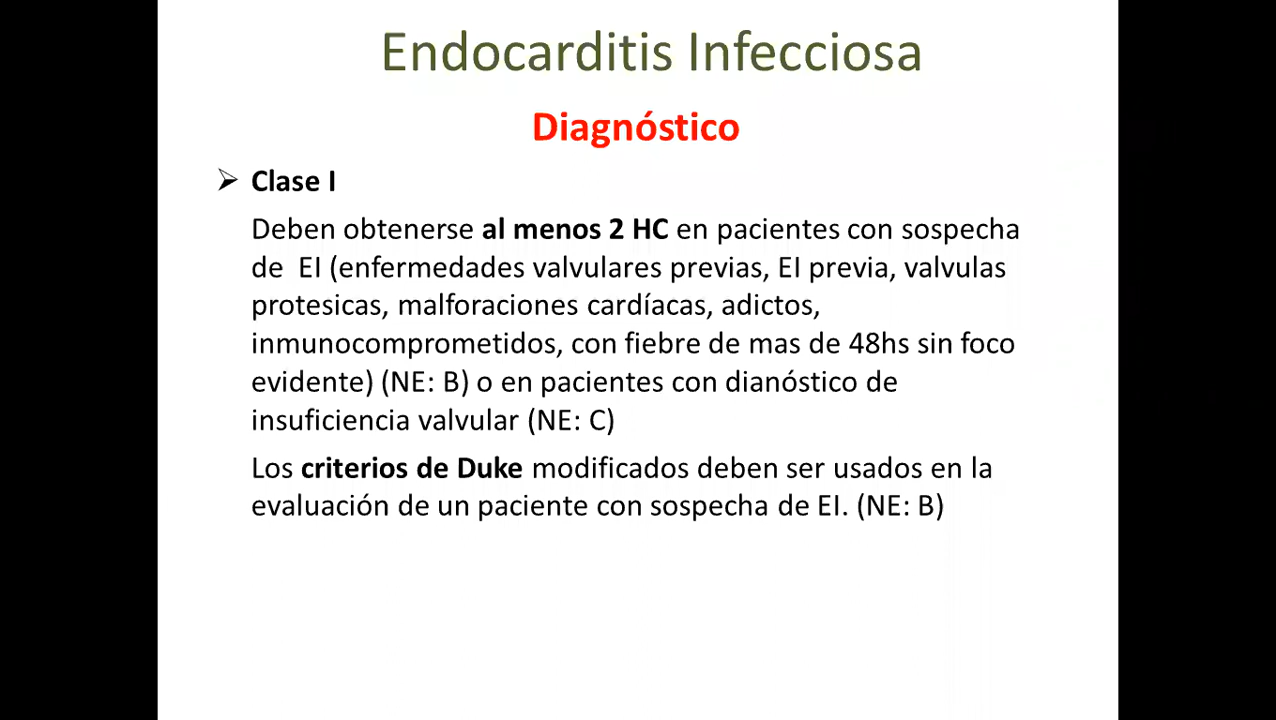 Endocarditis Infecciosa
Diagnóstico
➢ Clase I
Deben obtenerse al menos 2 HC en pacientes con sospecha
de EI (enfermedades valvulares previas, EI previa, valvulas
protesicas, malforaciones cardíacas, adictos,
inmunocomprometidos, con fiebre de mas de 48hs sin foco
evidente) (NE: B) o en pacientes con dianóstico de
insuficiencia valvular (NE: C)
Los criterios de Duke modificados deben ser usados en la
evaluación de un paciente con sospecha de EI. (NE: B)